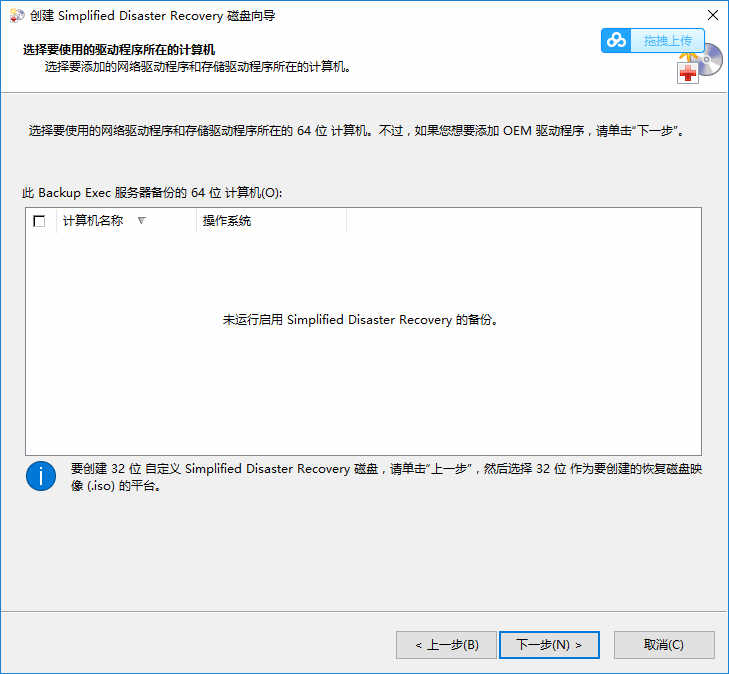 创建 Simplified Disaster Recovery 磁盘向导
选择要使用的驱动程序所在的计算机
选择要添加的网络驱动程序和存储驱动程序所在的计算机。
拖拽上传
选择要使用的网络驱动程序和存储驱动程序所在的 64 位 计算机。不过，如果您想要添加 OEM 驱动程序，请单击"下一步"。
此 Backup Exec 服务器备份的 64 位 计算机(O):
计算机名称 操作系统
未运行启用 Simplified Disaster Recovery 的备份。
要创建 32 位 自定义 Simplified Disaster Recovery 磁盘，请单击"上一步"，然后选择 32 位 作为要创建的恢复磁盘映
像 (.iso) 的平台。
< 上一步(B) 下一步(N) > 取消(C)